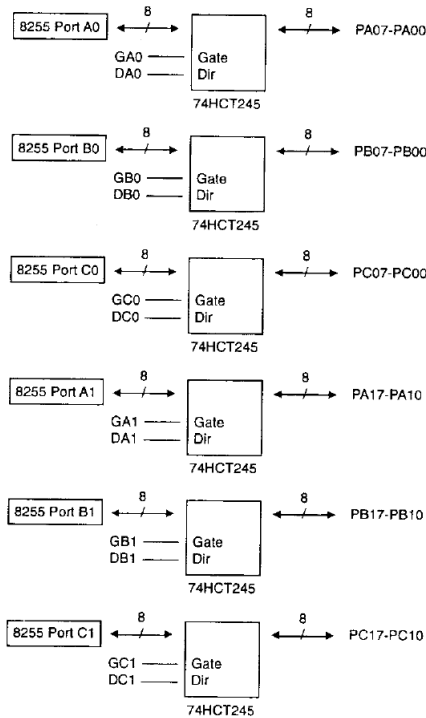 8255 Port A0 8 8 PA07-PA00
GA0 Gate
DA0 Dir
74HCT245
8255 Port B0 8 8 PB07-PB00
GB0 Gate
DB0 Dir
74HCT245
8255 Port C0 8 8 PC07-PC00
GC0 Gate
DC0 Dir
74HCT245
8255 Port A1 8 8 PA17-PA10
GA1 Gate
DA1 Dir
74HCT245
8255 Port B1 8 8 PB17-PB10
GB1 Gate
DB1 Dir
74HCT245
8255 Port C1 8 8 PC17-PC10
GC1 Gate
DC1 Dir
74HCT245